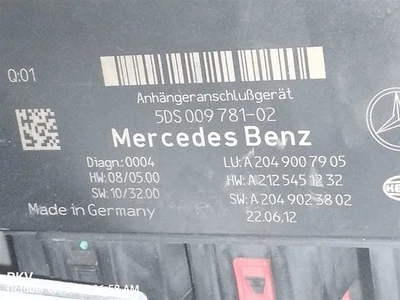 Q:01
Anhängeranschlußgerät
5DS 009 781-02
Mercedes Benz
Diagn: 0004 LU: A 204 900 79 05
HW: 08/05.00 HW: A 212 545 12 32
SW: 10/32.00 SW: A 204 902 38 02
Made in Germany 22.06.12
PKV